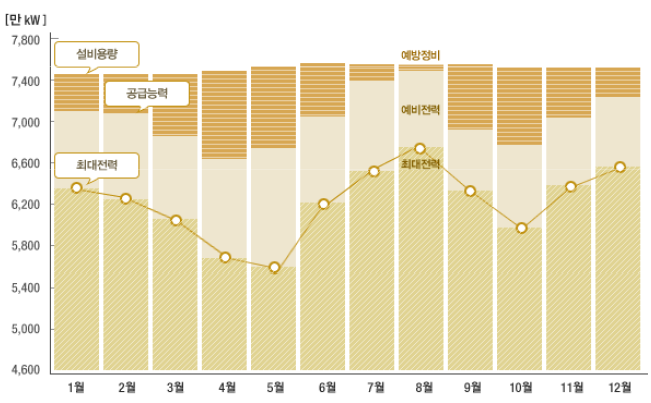 [만 kW]
7,800
7,400
7,000
6,600
6,200
5,800
5,400
5,000
4,600
설비용량
공급능력
최대전력
예방정비
예비전력
최대전력
1월 2월 3월 4월 5월 6월 7월 8월 9월 10월 11월 12월